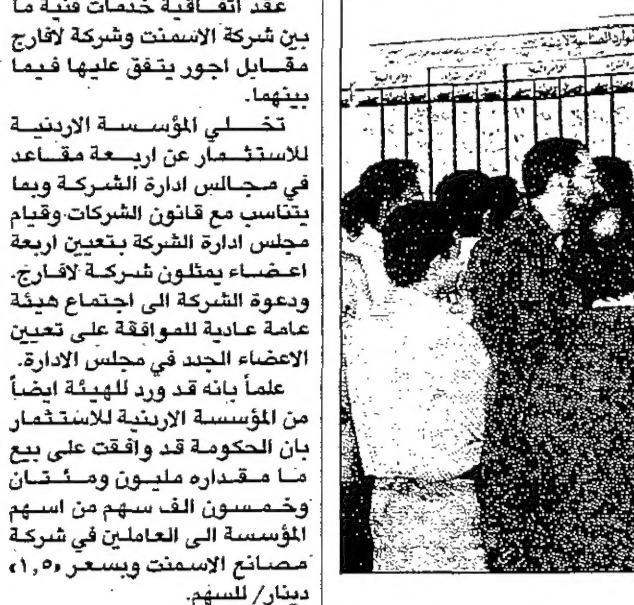 عقد اتفاقية خدمات فنية ما
بين شركة الاسمنت وشركة لافارج
مقابل اجور يتفق عليها فيما
بينهما.
تخلي المؤسسة الاردنية
للاستثمار عن اربعة مقاعد
في مجالس ادارة الشركة وبما
يتناسب مع قانون الشركات وقيام
مجلس ادارة الشركة بتعيين اربعة
اعضاء يمثلون شركة لافارج.
ودعوة الشركة الى اجتماع هيئة
عامة عادية للموافقة على تعيين
الاعضاء الجدد في مجلس الادارة.
علماً بانه قد ورد للهيئة ايضاً
من المؤسسة الاردنية للاستثمار
بان الحكومة قد وافقت على بيع
ما مقداره مليون ومئتان
وخمسون الف سهم من اسهم
المؤسسة الى العاملين في شركة
مصانع الاسمنت وبسعر «١,٥»
دينار/ للسهم.